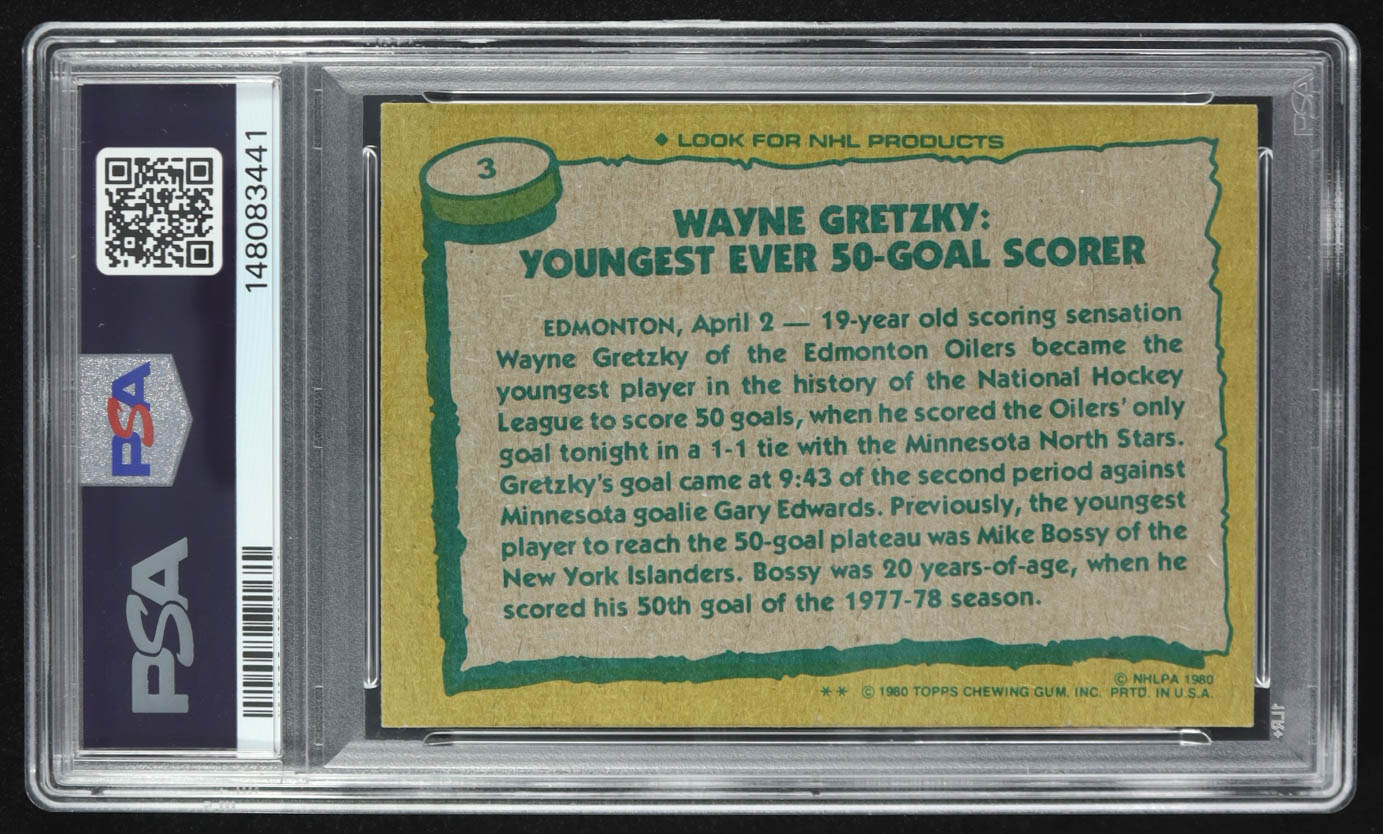 148083441
PSA
PSA
PSA
◆ LOOK FOR NHL PRODUCTS
3
WAYNE GRETZKY:
YOUNGEST EVER 50-GOAL SCORER
EDMONTON, April 2 — 19-year old scoring sensation
Wayne Gretzky of the Edmonton Oilers became the
youngest player in the history of the National Hockey
League to score 50 goals, when he scored the Oilers' only
goal tonight in a 1-1 tie with the Minnesota North Stars.
Gretzky's goal came at 9:43 of the second period against
Minnesota goalie Gary Edwards. Previously, the youngest
player to reach the 50-goal plateau was Mike Bossy of the
New York Islanders. Bossy was 20 years-of-age, when he
scored his 50th goal of the 1977-78 season.
© NHLPA 1980
** © 1980 TOPPS CHEWING GUM. INC. PRTD. IN U.S.A.